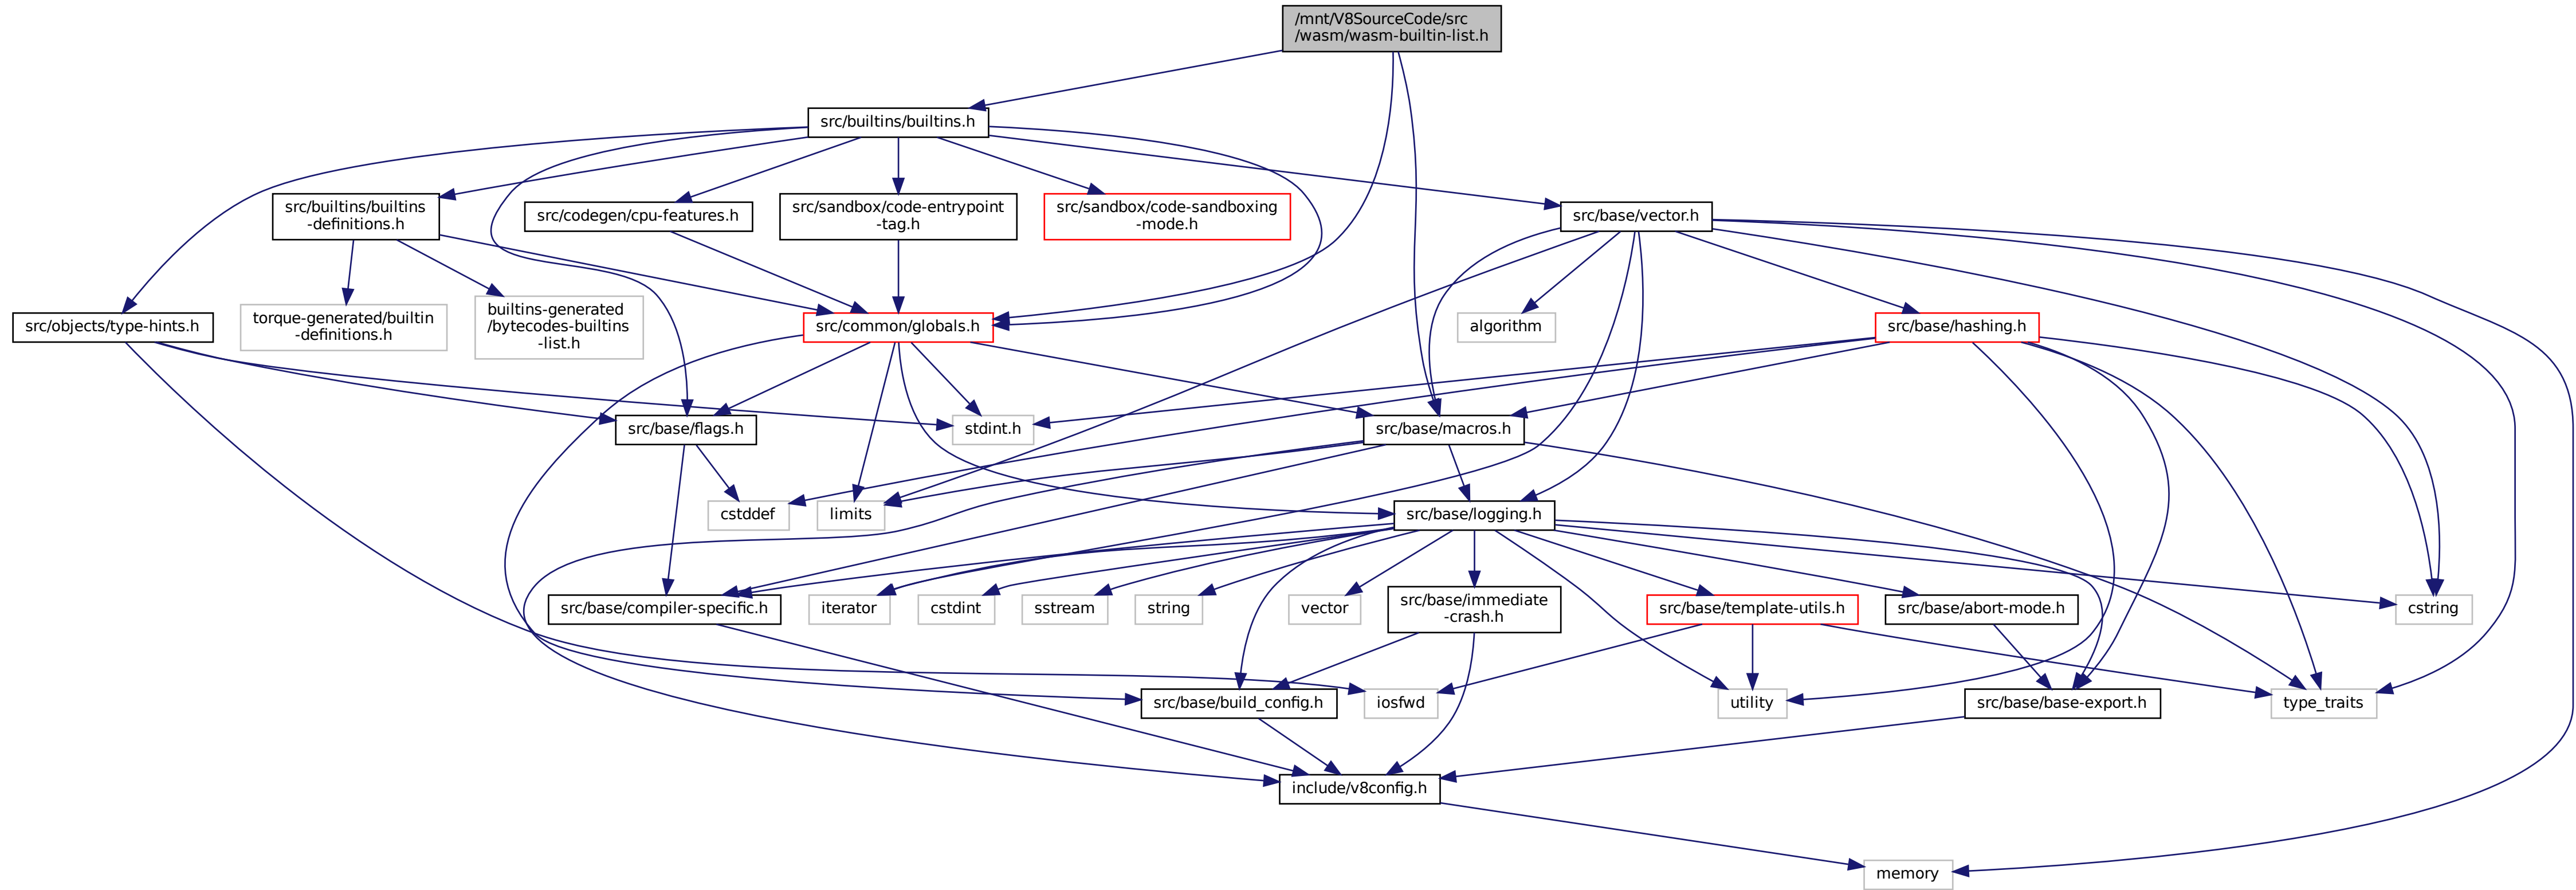 /mnt/V8SourceCode/src
/wasm/wasm-builtin-list.h
src/builtins/builtins.h
src/builtins/builtins
-definitions.h
src/codegen/cpu-features.h
src/sandbox/code-entrypoint
-tag.h
src/sandbox/code-sandboxing
-mode.h
src/base/vector.h
src/objects/type-hints.h
torque-generated/builtin
-definitions.h
builtins-generated
/bytecodes-builtins
-list.h
src/common/globals.h
algorithm
src/base/hashing.h
src/base/flags.h
stdint.h
src/base/macros.h
cstddef
limits
src/base/logging.h
src/base/compiler-specific.h
iterator
cstdint
sstream
string
vector
src/base/immediate
-crash.h
src/base/template-utils.h
src/base/abort-mode.h
cstring
src/base/build_config.h
iosfwd
utility
src/base/base-export.h
type_traits
include/v8config.h
memory